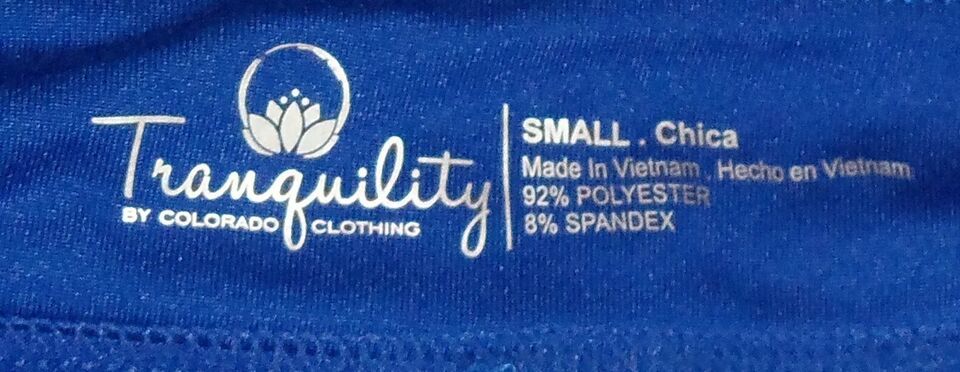 Tranquility
BY COLORADO CLOTHING
SMALL . Chica
Made In Vietnam . Hecho en Vietnam
92% POLYESTER
8% SPANDEX